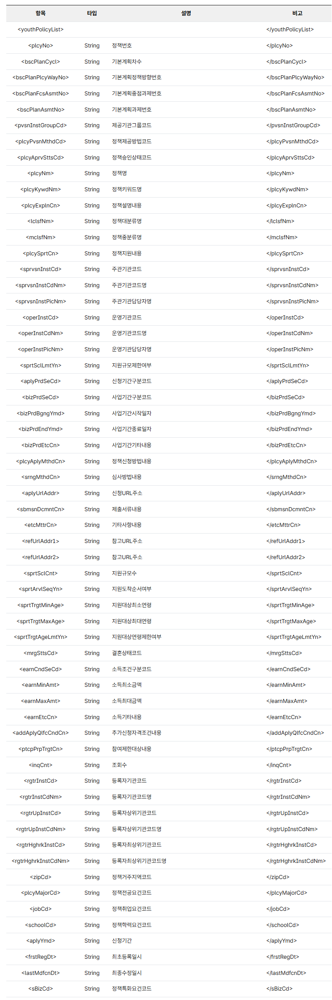 항목 타입 설명 비고
<youthPolicyList> </youthPolicyList>
<plcyNo> String 정책번호 </plcyNo>
<bscPlanCycl> String 기본계획차수 </bscPlanCycl>
<bscPlanPlcyWayNo> String 기본계획정책방향번호 </bscPlanPlcyWayNo>
<bscPlanFcsAsmtNo> String 기본계획중점과제번호 </bscPlanFcsAsmtNo>
<bscPlanAsmtNo> String 기본계획과제번호 </bscPlanAsmtNo>
<pvsnInstGroupCd> String 제공기관그룹코드 </pvsnInstGroupCd>
<plcyPvsnMthdCd> String 정책제공방법코드 </plcyPvsnMthdCd>
<plcyAprvSttsCd> String 정책승인상태코드 </plcyAprvSttsCd>
<plcyNm> String 정책명 </plcyNm>
<plcyKywdNm> String 정책키워드명 </plcyKywdNm>
<plcyExplnCn> String 정책설명내용 </plcyExplnCn>
<lclsfNm> String 정책대분류명 </lclsfNm>
<mclsfNm> String 정책중분류명 </mclsfNm>
<plcySprtCn> String 정책지원내용 </plcySprtCn>
<sprvsnInstCd> String 주관기관코드 </sprvsnInstCd>
<sprvsnInstCdNm> String 주관기관코드명 </sprvsnInstCdNm>
<sprvsnInstPicNm> String 주관기관담당자명 </sprvsnInstPicNm>
<operInstCd> String 운영기관코드 </operInstCd>
<operInstCdNm> String 운영기관코드명 </operInstCdNm>
<operInstPicNm> String 운영기관담당자명 </operInstPicNm>
<sprtSclLmtYn> String 지원규모제한여부 </sprtSclLmtYn>
<aplyPrdSeCd> String 신청기간구분코드 </aplyPrdSeCd>
<bizPrdSeCd> String 사업기간구분코드 </bizPrdSeCd>
<bizPrdBgngYmd> String 사업기간시작일자 </bizPrdBgngYmd>
<bizPrdEndYmd> String 사업기간종료일자 </bizPrdEndYmd>
<bizPrdEtcCn> String 사업기간기타내용 </bizPrdEtcCn>
<plcyAplyMthdCn> String 정책신청방법내용 </plcyAplyMthdCn>
<srngMthdCn> String 심사방법내용 </srngMthdCn>
<aplyUrlAddr> String 신청URL주소 </aplyUrlAddr>
<sbmsnDcmntCn> String 제출서류내용 </sbmsnDcmntCn>
<etcMttrCn> String 기타사항내용 </etcMttrCn>
<refUrlAddr1> String 참고URL주소 </refUrlAddr1>
<refUrlAddr2> String 참고URL주소 </refUrlAddr2>
<sprtSclCnt> String 지원규모수 </sprtSclCnt>
<sprtArvlSeqYn> String 지원도착순서여부 </sprtArvlSeqYn>
<sprtTrgtMinAge> String 지원대상최소연령 </sprtTrgtMinAge>
<sprtTrgtMaxAge> String 지원대상최대연령 </sprtTrgtMaxAge>
<sprtTrgtAgeLmtYn> String 지원대상연령제한여부 </sprtTrgtAgeLmtYn>
<mrgSttsCd> String 결혼상태코드 </mrgSttsCd>
<earnCndSeCd> String 소득조건구분코드 </earnCndSeCd>
<earnMinAmt> String 소득최소금액 </earnMinAmt>
<earnMaxAmt> String 소득최대금액 </earnMaxAmt>
<earnEtcCn> String 소득기타내용 </earnEtcCn>
<addAplyQlfcCndCn> String 추가신청자격조건내용 </addAplyQlfcCndCn>
<ptcpPrpTrgtCn> String 참여제한대상내용 </ptcpPrpTrgtCn>
<inqCnt> String 조회수 </inqCnt>
<rgtrInstCd> String 등록자기관코드 </rgtrInstCd>
<rgtrInstCdNm> String 등록자기관코드명 </rgtrInstCdNm>
<rgtrUpInstCd> String 등록자상위기관코드 </rgtrUpInstCd>
<rgtrUpInstCdNm> String 등록자상위기관코드명 </rgtrUpInstCdNm>
<rgtrHghrkInstCd> String 등록자최상위기관코드 </rgtrHghrkInstCd>
<rgtrHghrkInstCdNm> String 등록자최상위기관코드명 </rgtrHghrkInstCdNm>
<zipCd> String 정책거주지역코드 </zipCd>
<plcyMajorCd> String 정책전공요건코드 </plcyMajorCd>
<jobCd> String 정책취업요건코드 </jobCd>
<schoolCd> String 정책학력요건코드 </schoolCd>
<aplyYmd> String 신청기간 </aplyYmd>
<frstRegDt> String 최초등록일시 </frstRegDt>
<lastMdfcnDt> String 최종수정일시 </lastMdfcnDt>
<sBizCd> String 정책특화요건코드 </sBizCd>